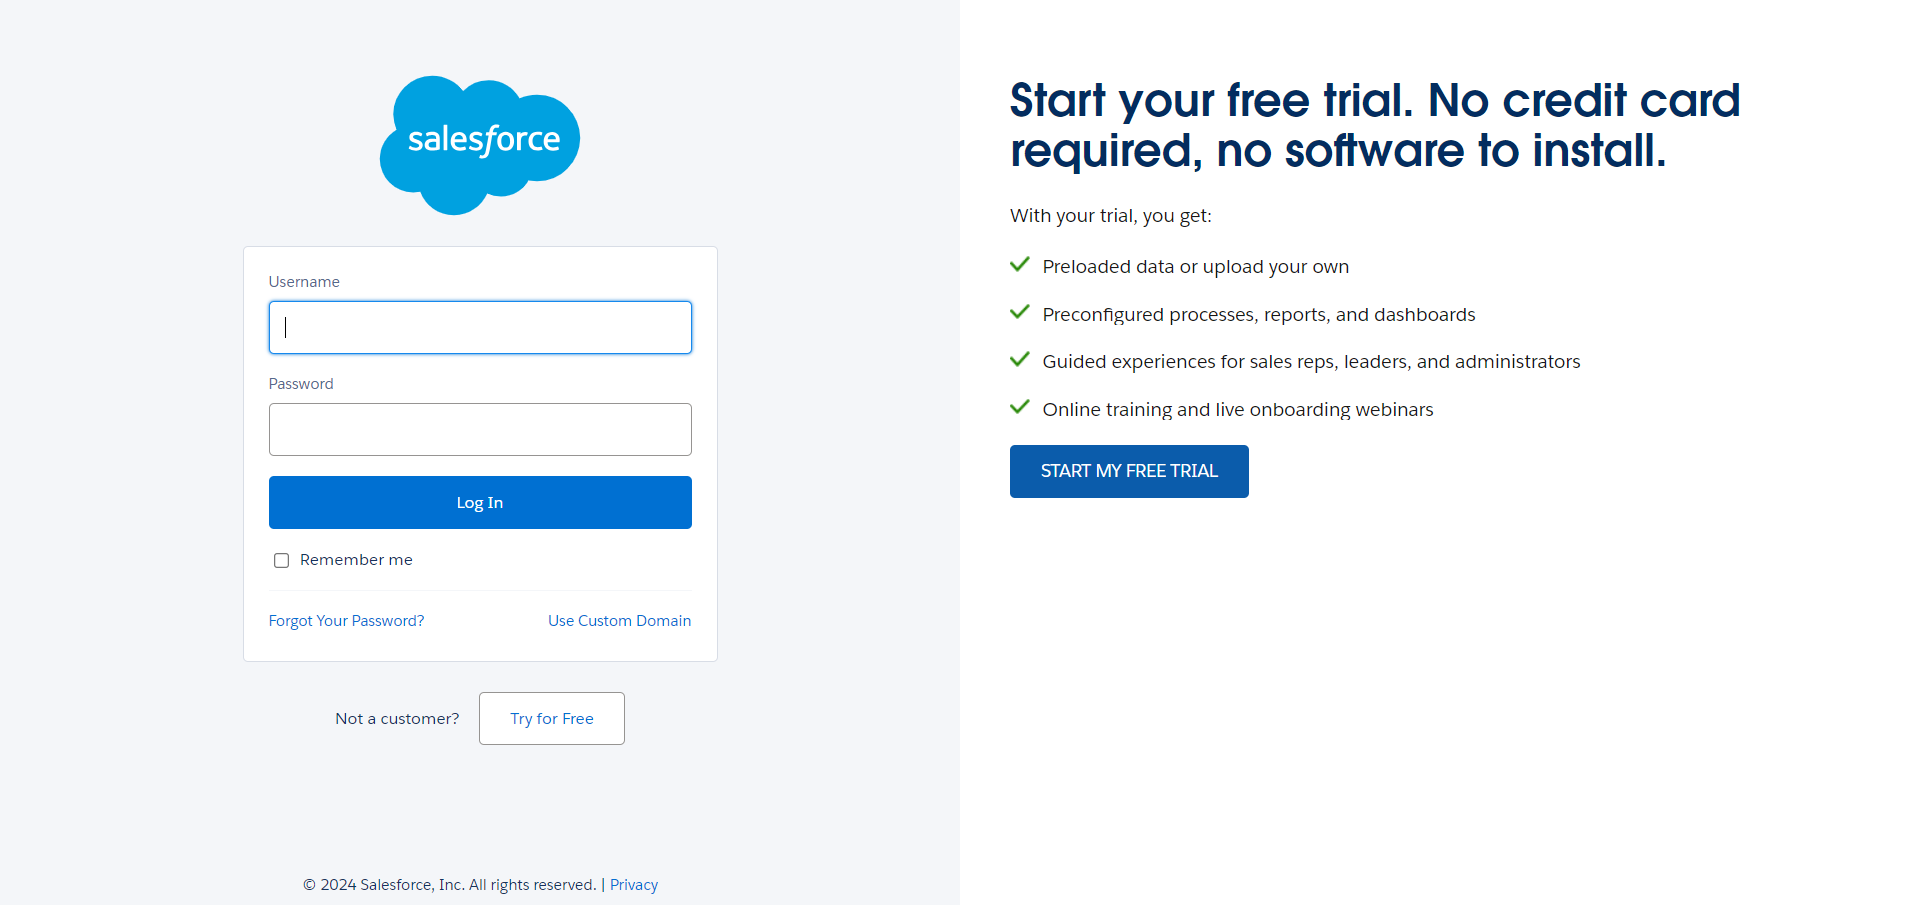 salesforce
Username
Password
Log In
Remember me
Forgot Your Password?
Use Custom Domain
Not a customer?
Try for Free
© 2024 Salesforce, Inc. All rights reserved. | Privacy
Start your free trial. No credit card
required, no software to install.
With your trial, you get:
Preloaded data or upload your own
Preconfigured processes, reports, and dashboards
Guided experiences for sales reps, leaders, and administrators
Online training and live onboarding webinars
START MY FREE TRIAL